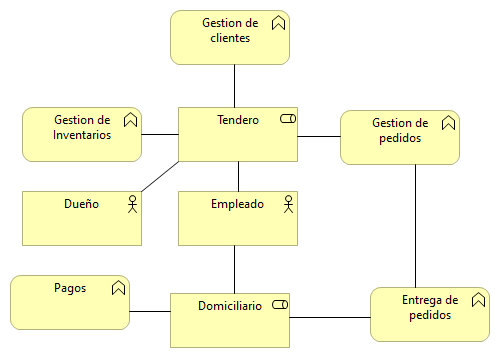 Gestion de
clientes
Gestion de
Inventarios
Tendero
Gestion de
pedidos
Dueño
Empleado
Pagos
Domiciliario
Entrega de
pedidos